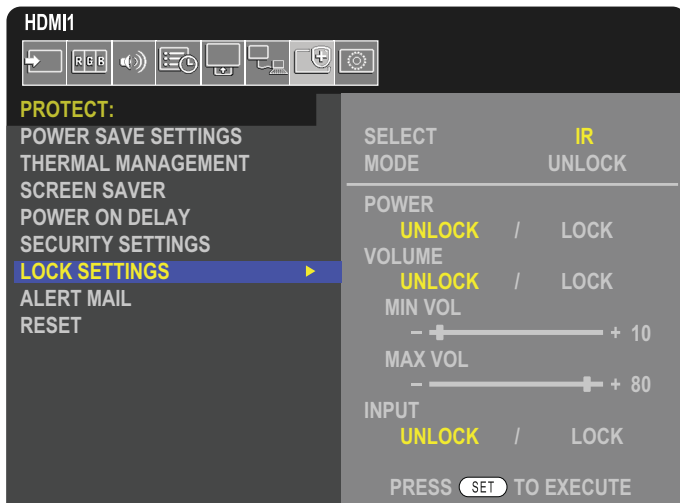 HDMI1
RGB
PROTECT:
POWER SAVE SETTINGS
THERMAL MANAGEMENT
SCREEN SAVER
POWER ON DELAY
SECURITY SETTINGS
LOCK SETTINGS
ALERT MAIL
RESET
SELECT IR
MODE UNLOCK
POWER
UNLOCK / LOCK
VOLUME
UNLOCK / LOCK
MIN VOL
− + 10
MAX VOL
− + 80
INPUT
UNLOCK / LOCK
PRESS SET TO EXECUTE